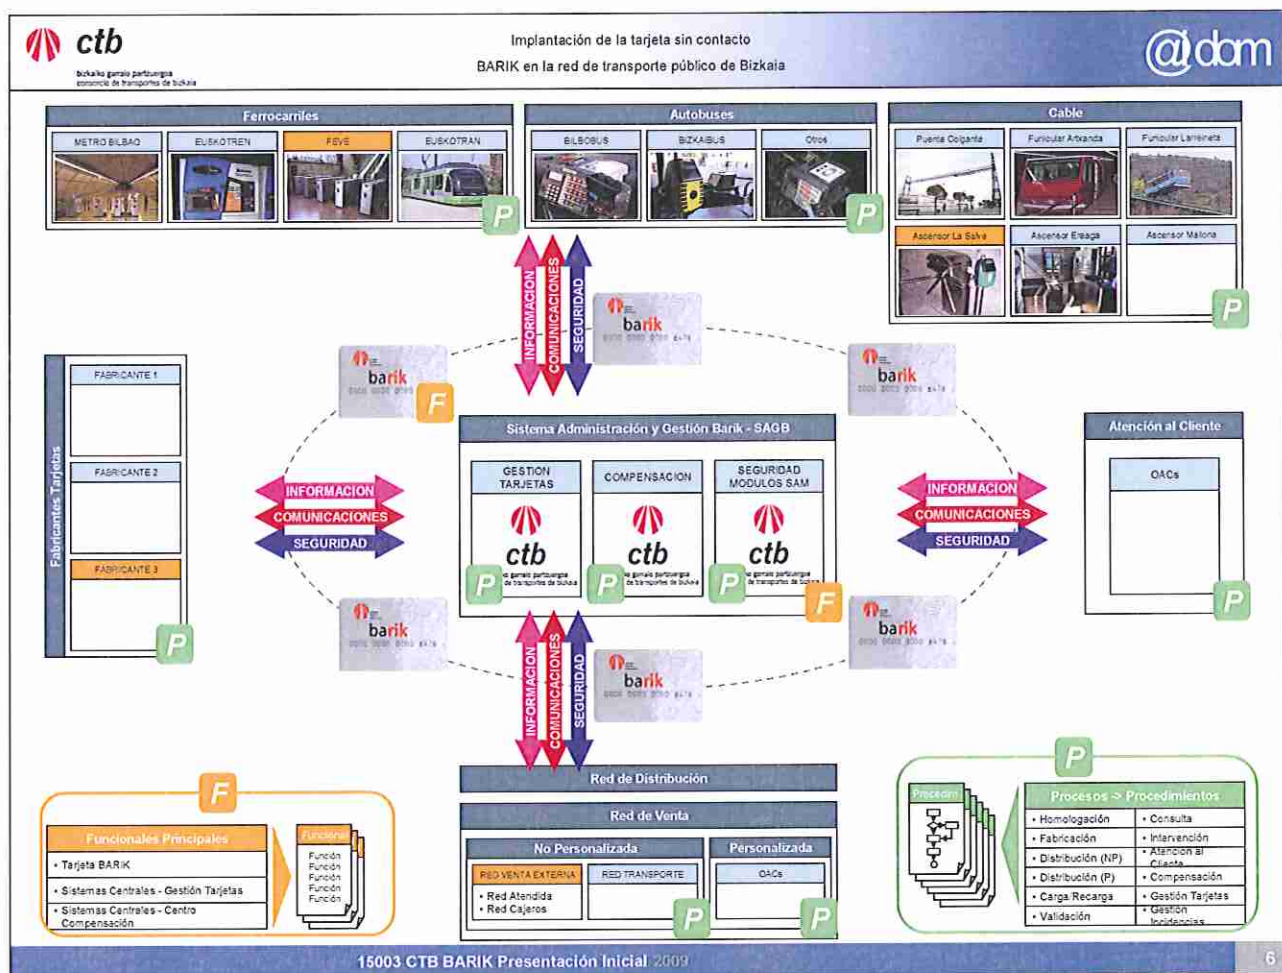 ctb
bizkaiko garraio partzuergoa
consorcio de transportes de bizkaia
Implantación de la tarjeta sin contacto
BARIK en la red de transporte público de Bizkaia
@dam
Ferrocarriles
METRO BILBAO
EUSKOTREN
FEVE
EUSKOTRAN
P
Autobuses
BILBOBUS
BIZKAIBUS
Otros
P
Cable
Puente Colgante
Funicular Artxanda
Funicular Larreineta
Ascensor La Salve
Ascensor Ereaga
Ascensor Mallona
P
INFORMACION
COMUNICACIONES
SEGURIDAD
barik
barik
F
barik
Fabricantes Tarjetas
FABRICANTE 1
FABRICANTE 2
FABRICANTE 3
P
INFORMACION
COMUNICACIONES
SEGURIDAD
Sistema Administración y Gestión Barik - SAGB
GESTION
TARJETAS
ctb
P
COMPENSACION
ctb
P
SEGURIDAD
MODULOS SAM
ctb
P
F
INFORMACION
COMUNICACIONES
SEGURIDAD
Atención al Cliente
OACs
P
barik
barik
barik
INFORMACION
COMUNICACIONES
SEGURIDAD
Red de Distribución
Red de Venta
No Personalizada
RED VENTA EXTERNA
• Red Atendida
• Red Cajeros
RED TRANSPORTE
P
Personalizada
OACs
P
F
Funcionales Principales
• Tarjeta BARIK
• Sistemas Centrales - Gestión Tarjetas
• Sistemas Centrales - Centro
Compensación
Funcional
Función
Función
Función
Función
Función
P
Procedim
Procesos -> Procedimientos
• Homologación
• Consulta
• Fabricación
• Intervención
• Distribución (NP)
• Atención al
Cliente
• Distribución (P)
• Compensación
• Carga/Recarga
• Gestión Tarjetas
• Validación
• Gestión
Incidencias
15003 CTB BARIK Presentación Inicial 2009
6